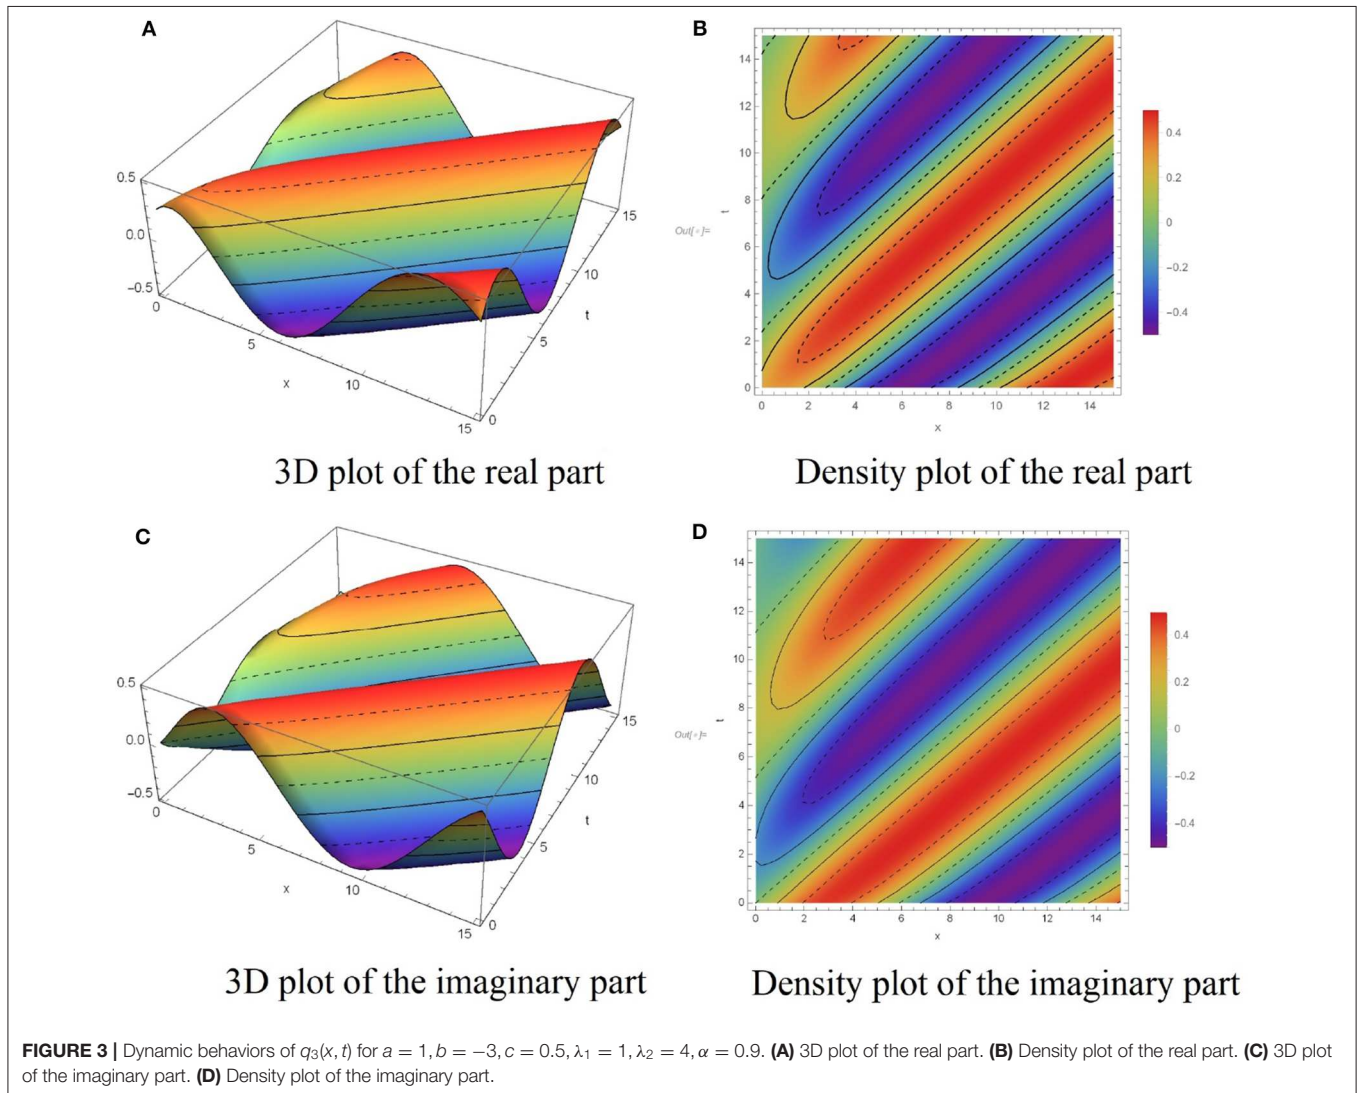 A
0.5
0.0
−0.5
0
5
10
15
x
0
5
10
15
t
3D plot of the real part
B
14
12
10
8
6
4
2
0
t
Out[•]=
0 2 4 6 8 10 12 14
x
0.4
0.2
0
−0.2
−0.4
Density plot of the real part
C
0.5
0.0
−0.5
0
5
10
15
x
0
5
10
15
t
3D plot of the imaginary part
D
14
12
10
8
6
4
2
0
t
Out[•]=
0 2 4 6 8 10 12 14
x
0.4
0.2
0
−0.2
−0.4
Density plot of the imaginary part
FIGURE 3 | Dynamic behaviors of q₃(x, t) for a = 1, b = −3, c = 0.5, λ₁ = 1, λ₂ = 4, α = 0.9. (A) 3D plot of the real part. (B) Density plot of the real part. (C) 3D plot
of the imaginary part. (D) Density plot of the imaginary part.